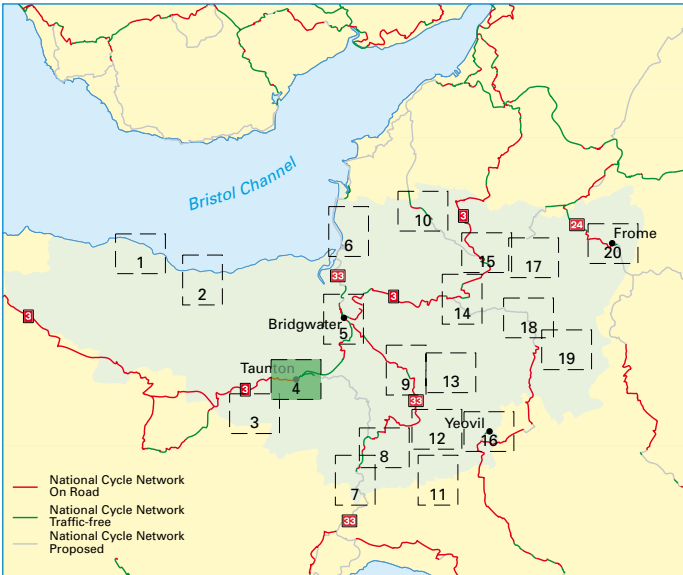 Bristol Channel
10
3
24
Frome
6
20
1
15
17
33
2
3
3
14
Bridgwater
5
18
19
Taunton
3
4
9
13
33
3
Yeovil
12
16
8
7
11
33
National Cycle Network
On Road
National Cycle Network
Traffic-free
National Cycle Network
Proposed